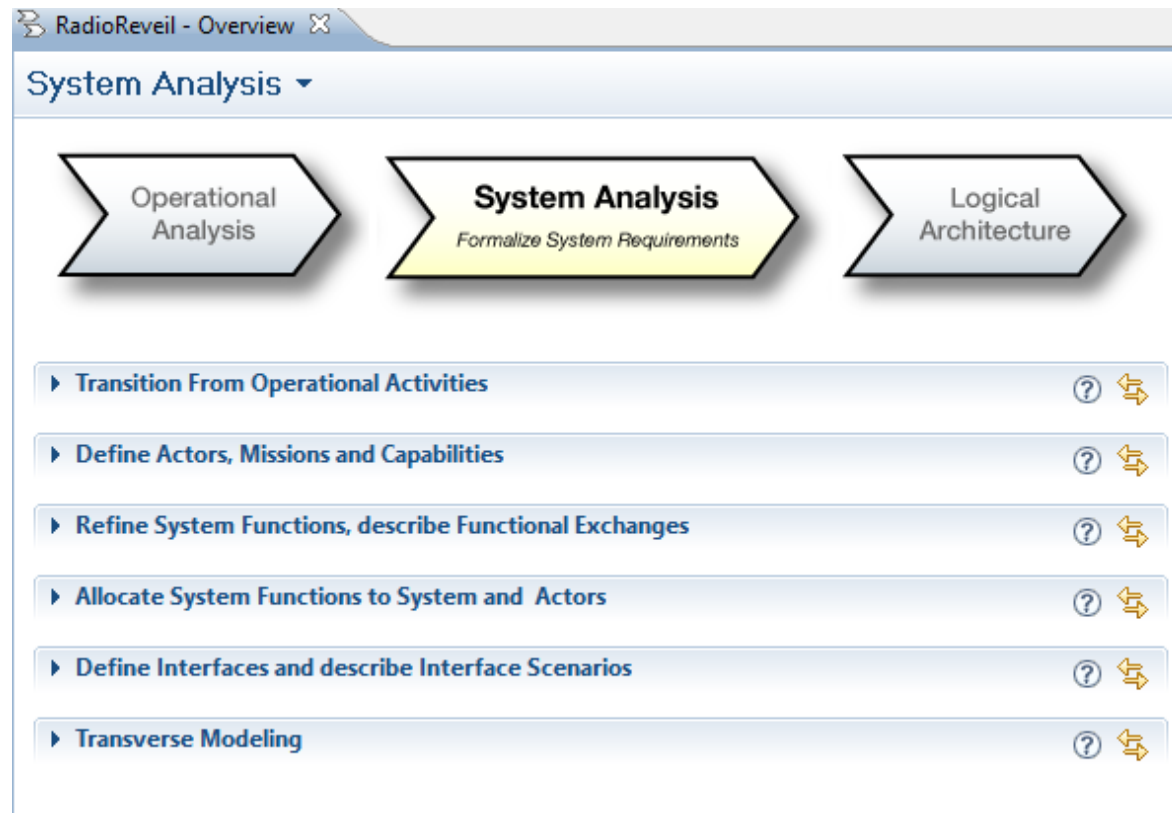 RadioReveil - Overview
System Analysis
Operational
Analysis
System Analysis
Formalize System Requirements
Logical
Architecture
Transition From Operational Activities
Define Actors, Missions and Capabilities
Refine System Functions, describe Functional Exchanges
Allocate System Functions to System and  Actors
Define Interfaces and describe Interface Scenarios
Transverse Modeling